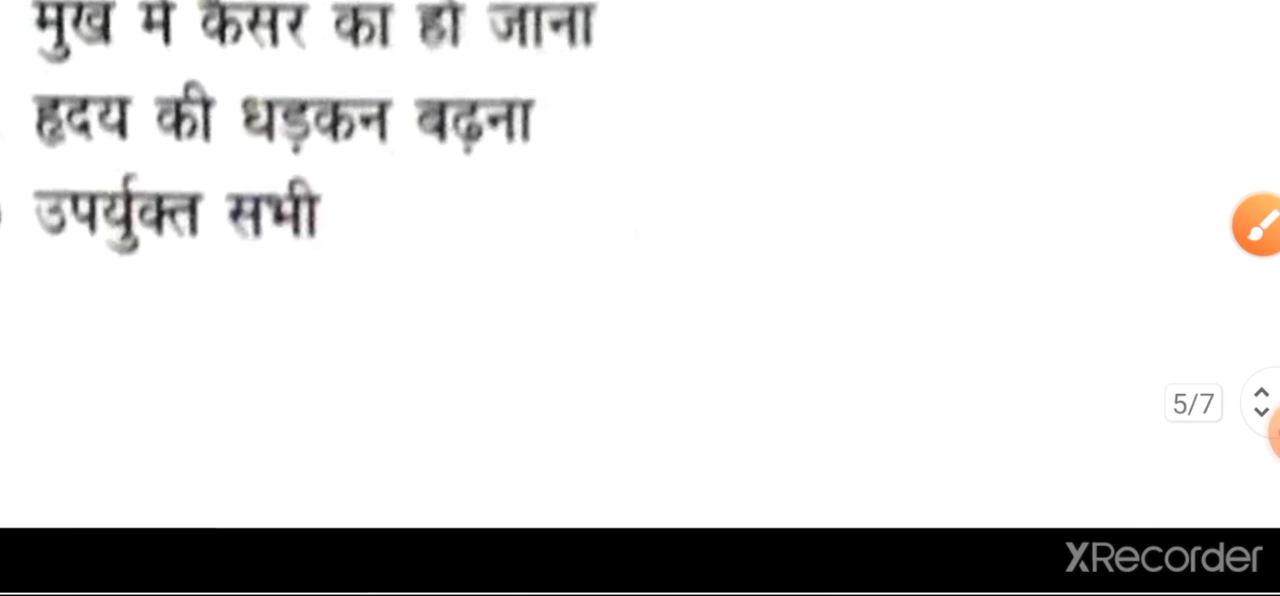 मुख में कैंसर का हो जाना
हृदय की धड़कन बढ़ना
उपर्युक्त सभी
5/7
XRecorder